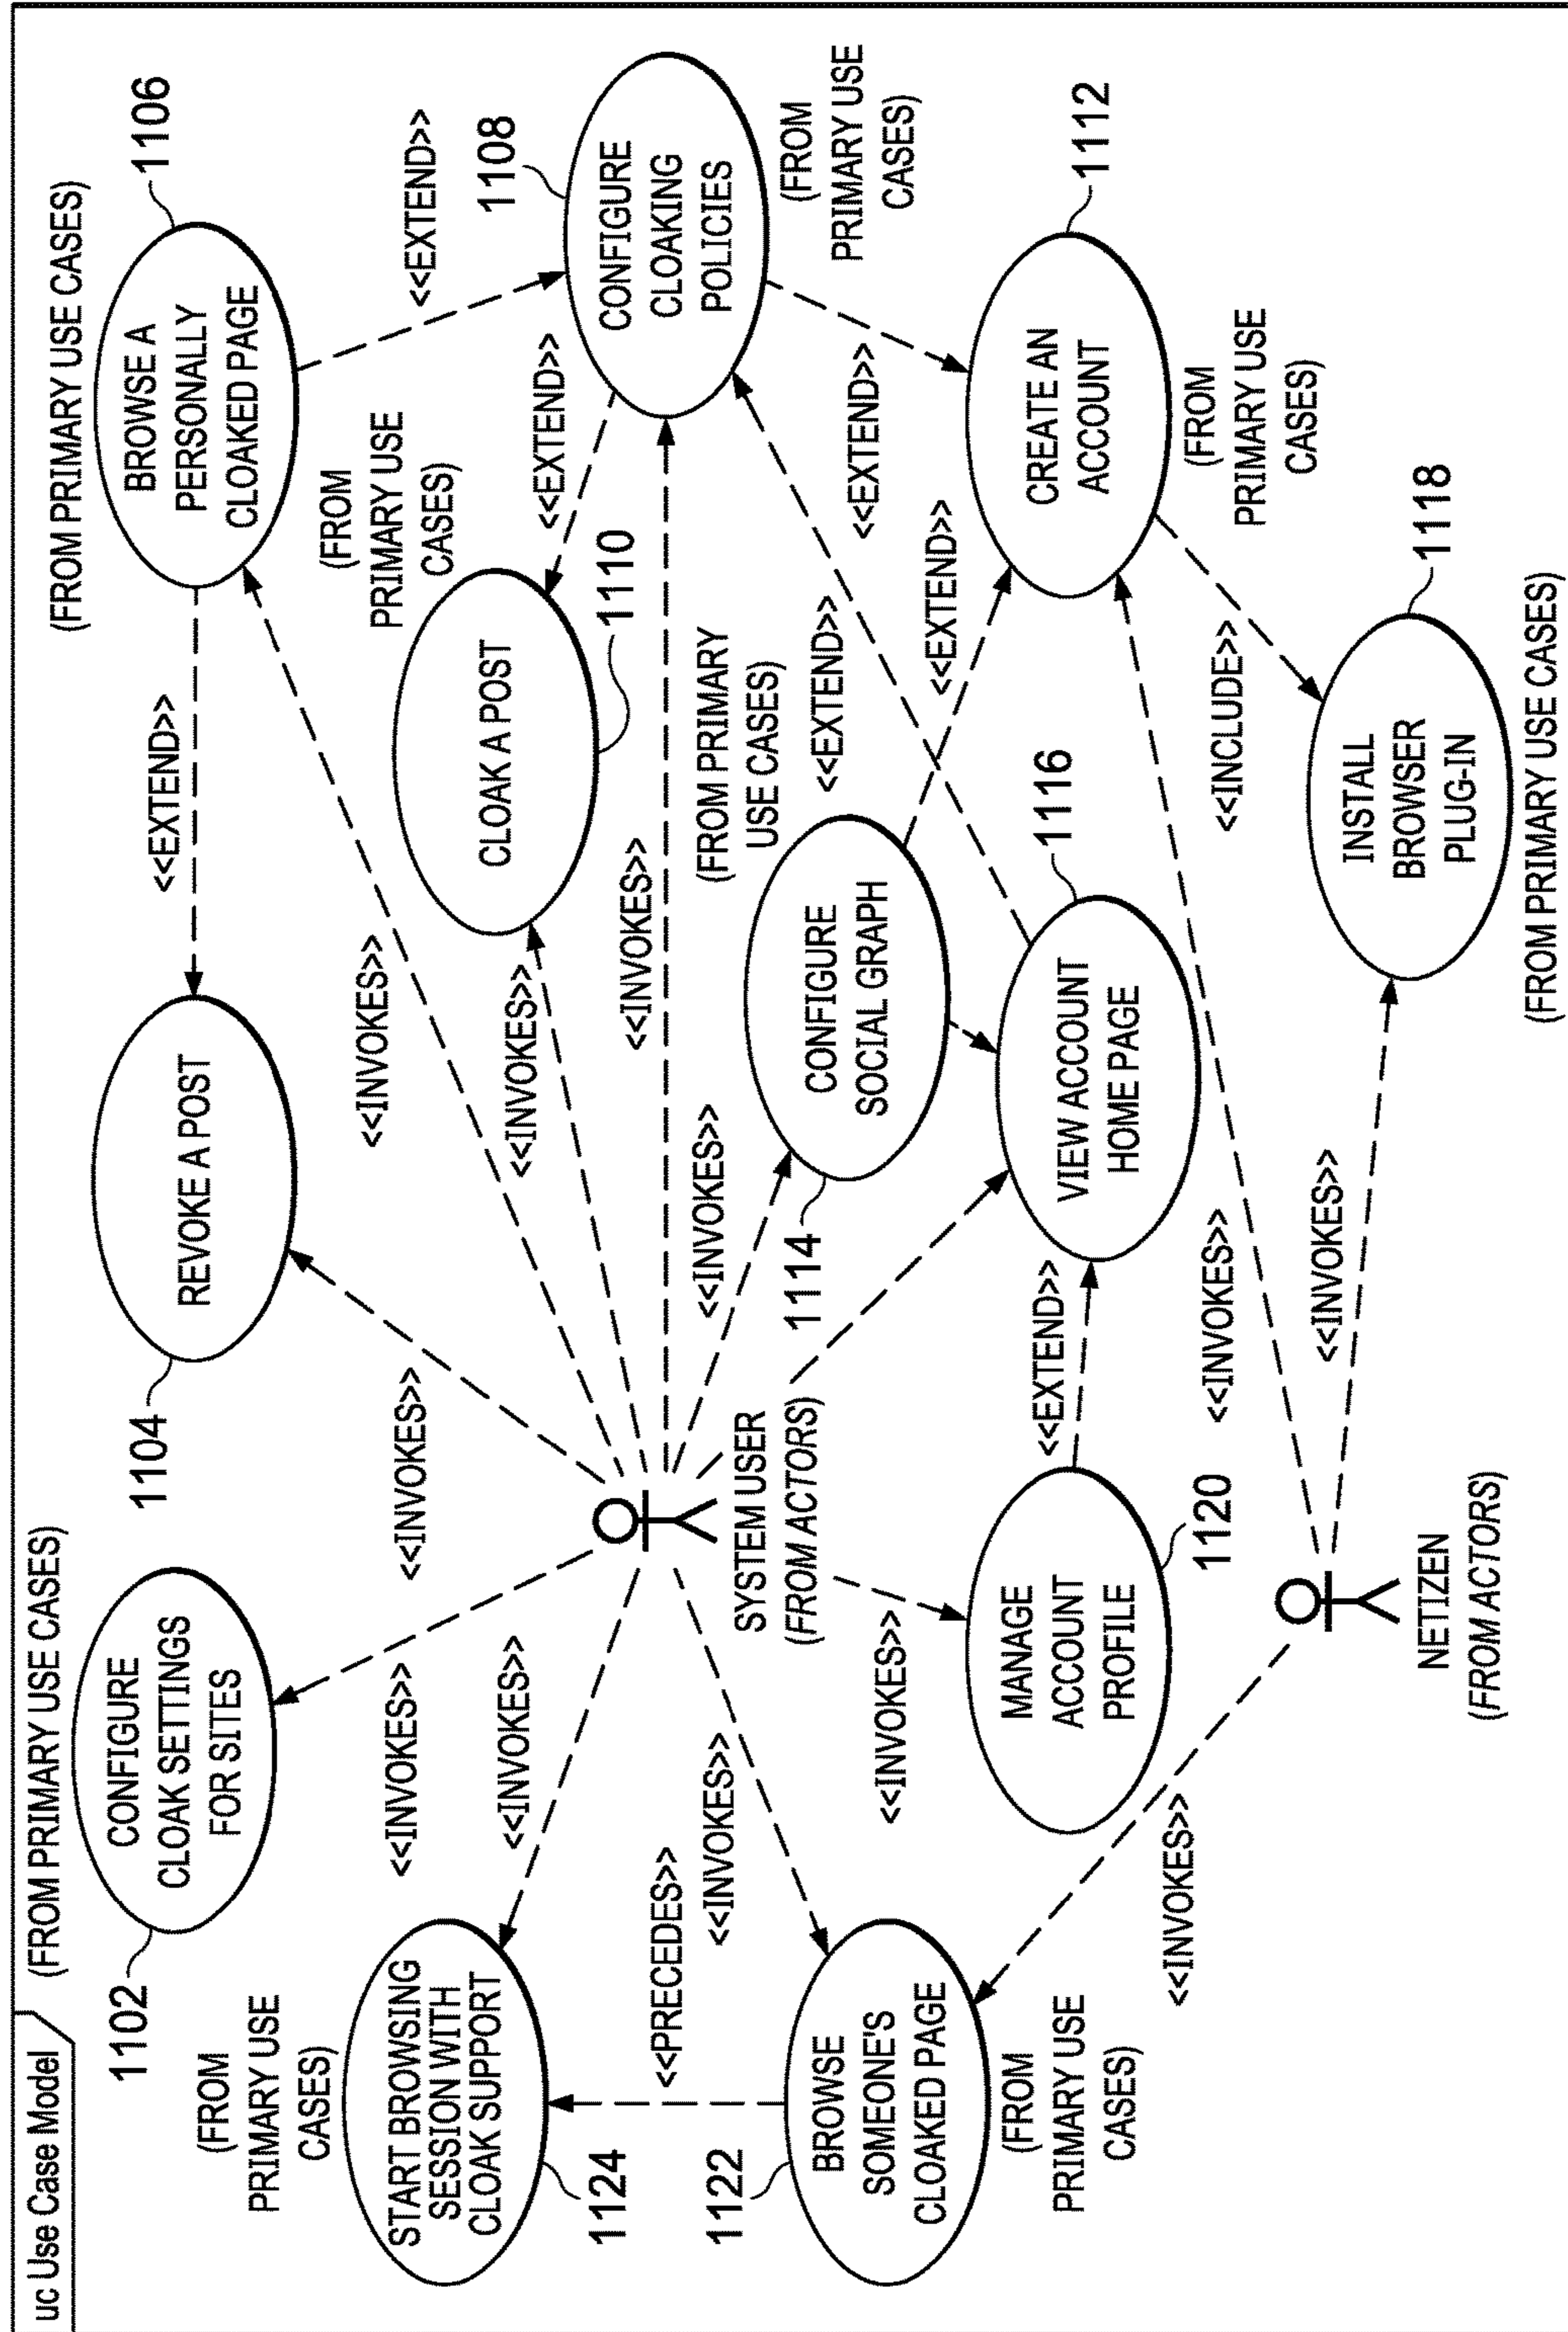 uc Use Case Model
(FROM PRIMARY USE CASES)
1102
CONFIGURE
CLOAK SETTINGS
FOR SITES
1104
REVOKE A POST
<<EXTEND>>
(FROM PRIMARY USE CASES)
1106
BROWSE A
PERSONALLY
CLOAKED PAGE
<<EXTEND>>
(FROM
PRIMARY USE
CASES)
START BROWSING
SESSION WITH
CLOAK SUPPORT
1124
<<INVOKES>>
<<INVOKES>>
<<INVOKES>>
<<INVOKES>>
<<INVOKES>>
(FROM
PRIMARY USE
CASES)
CLOAK A POST
1110
<<EXTEND>>
1108
CONFIGURE
CLOAKING
POLICIES
(FROM
PRIMARY USE
CASES)
<<PRECEDES>>
<<INVOKES>>
SYSTEM USER
(FROM ACTORS)
<<INVOKES>>
<<INVOKES>>
(FROM PRIMARY
USE CASES)
1122
BROWSE
SOMEONE'S
CLOAKED PAGE
(FROM
PRIMARY USE
CASES)
<<INVOKES>>
1114
CONFIGURE
SOCIAL GRAPH
<<EXTEND>>
<<EXTEND>>
<<EXTEND>>
MANAGE
ACCOUNT
PROFILE
1120
<<EXTEND>>
VIEW ACCOUNT
HOME PAGE
1116
CREATE AN
ACCOUNT
1112
(FROM
PRIMARY USE
CASES)
<<INVOKES>>
<<INVOKES>>
<<INVOKES>>
<<INCLUDE>>
NETIZEN
(FROM ACTORS)
INSTALL
BROWSER
PLUG-IN
1118
(FROM PRIMARY USE CASES)